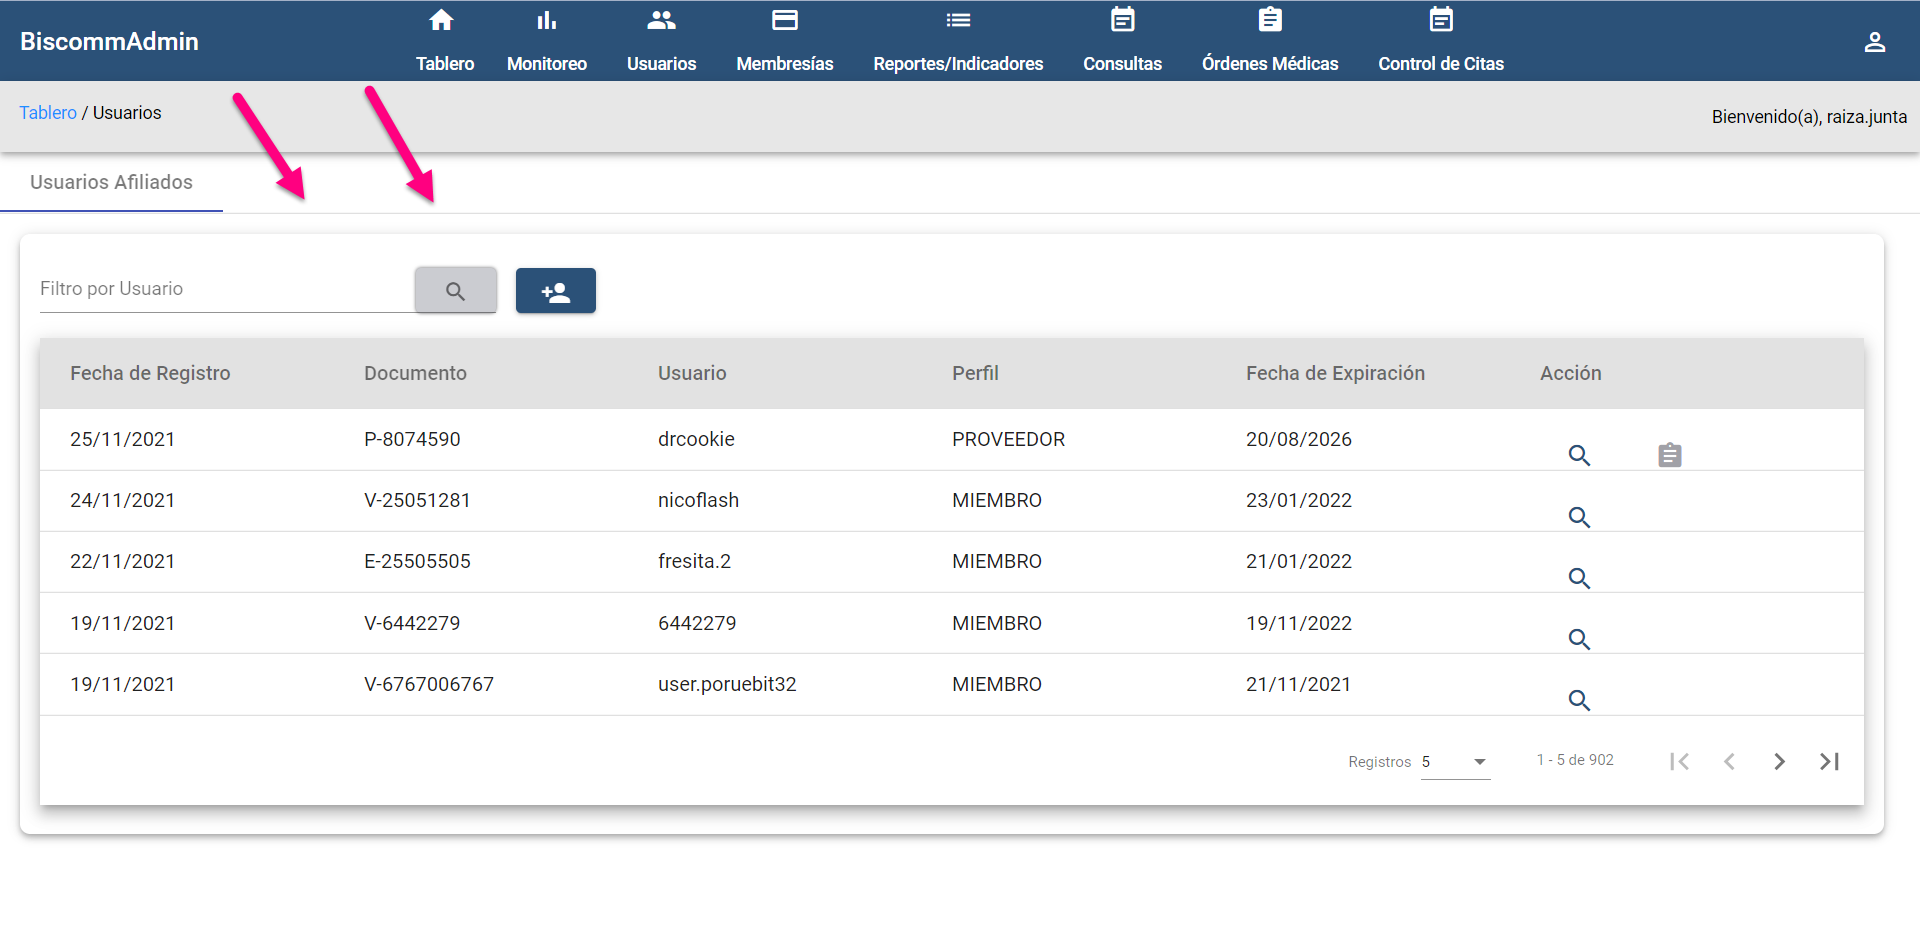 BiscommAdmin
Tablero Monitoreo Usuarios Membresías Reportes/Indicadores Consultas Órdenes Médicas Control de Citas
Tablero / Usuarios
Bienvenido(a), raiza.junta
Usuarios Afiliados
Filtro por Usuario
Fecha de Registro Documento Usuario Perfil Fecha de Expiración Acción
25/11/2021 P-8074590 drcookie PROVEEDOR 20/08/2026
24/11/2021 V-25051281 nicoflash MIEMBRO 23/01/2022
22/11/2021 E-25505505 fresita.2 MIEMBRO 21/01/2022
19/11/2021 V-6442279 6442279 MIEMBRO 19/11/2022
19/11/2021 V-6767006767 user.poruebit32 MIEMBRO 21/11/2021
Registros 5 1 - 5 de 902